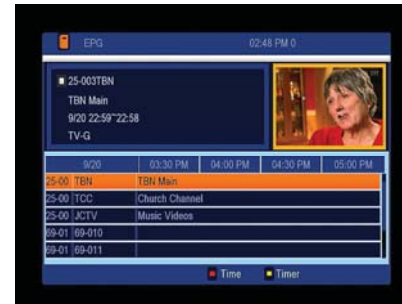 EPG 02:48 PM 0
25-003TBN
TBN Main
9/20 22:59~22:58
TV-G
9/20 03:30 PM 04:00 PM 04:30 PM 05:00 PM
25-00 TBN TBN Main
25-00 TCC Church Channel
25-00 JCTV Music Videos
69-01 69-010
69-01 69-011
Time Timer